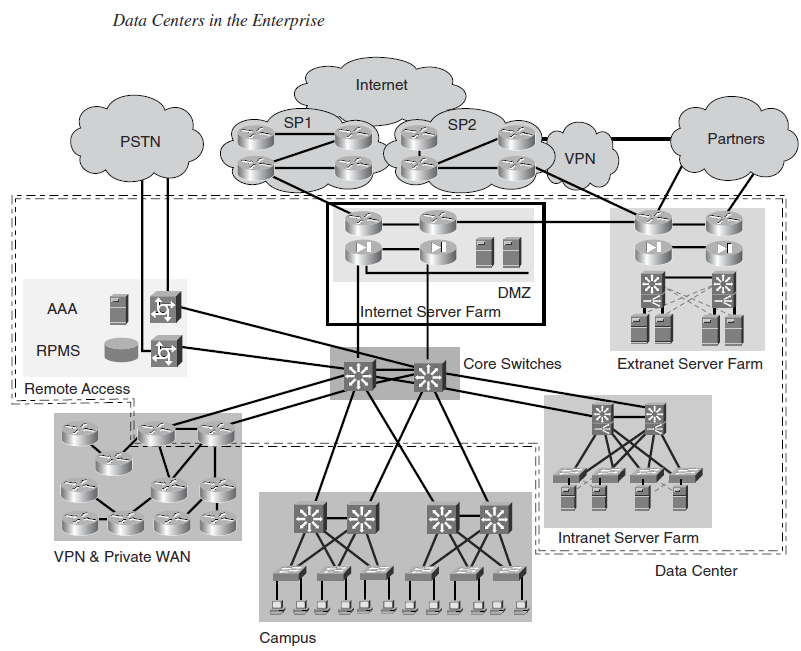 Data Centers in the Enterprise
Internet
SP1
SP2
PSTN
VPN
Partners
DMZ
Internet Server Farm
AAA
RPMS
Remote Access
Core Switches
Extranet Server Farm
VPN & Private WAN
Intranet Server Farm
Data Center
Campus